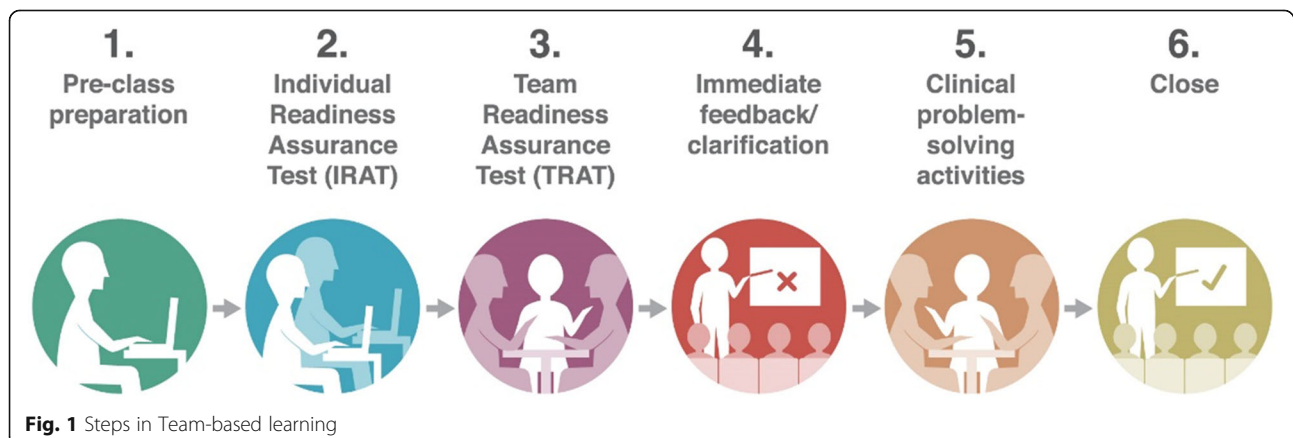 1.
Pre-class
preparation
2.
Individual
Readiness
Assurance
Test (IRAT)
3.
Team
Readiness
Assurance
Test (TRAT)
4.
Immediate
feedback/
clarification
5.
Clinical
problem-
solving
activities
6.
Close
Fig. 1 Steps in Team-based learning